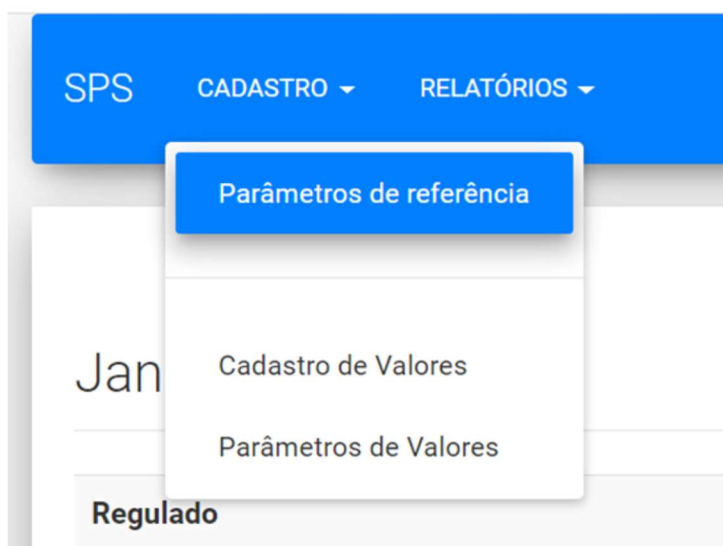 SPS CADASTRO RELATÓRIOS
Parâmetros de referência
Cadastro de Valores
Jan
Parâmetros de Valores
Regulado